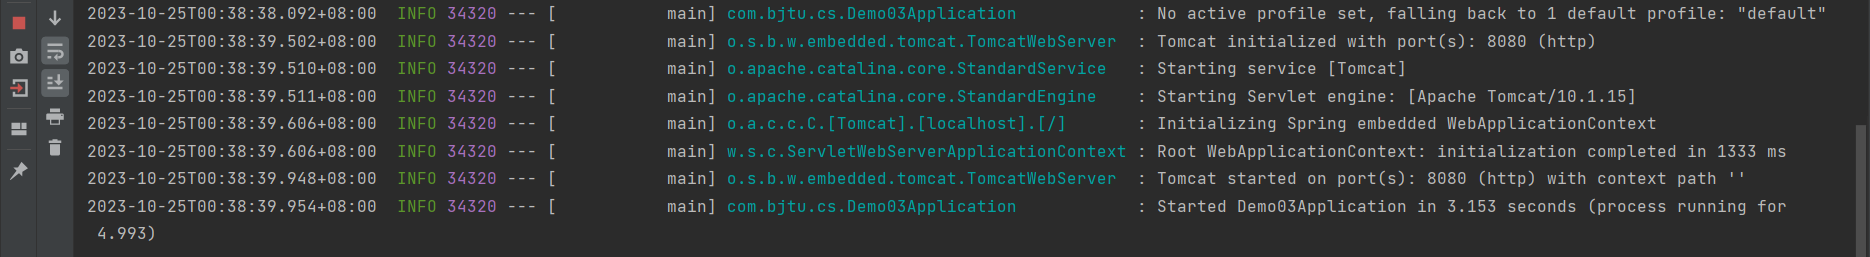 2023-10-25T00:38:38.092+08:00  INFO 34320 --- [           main] com.bjtu.cs.Demo03Application            : No active profile set, falling back to 1 default profile: "default"
2023-10-25T00:38:39.502+08:00  INFO 34320 --- [           main] o.s.b.w.embedded.tomcat.TomcatWebServer  : Tomcat initialized with port(s): 8080 (http)
2023-10-25T00:38:39.510+08:00  INFO 34320 --- [           main] o.apache.catalina.core.StandardService   : Starting service [Tomcat]
2023-10-25T00:38:39.511+08:00  INFO 34320 --- [           main] o.apache.catalina.core.StandardEngine    : Starting Servlet engine: [Apache Tomcat/10.1.15]
2023-10-25T00:38:39.606+08:00  INFO 34320 --- [           main] o.a.c.c.C.[Tomcat].[localhost].[/]       : Initializing Spring embedded WebApplicationContext
2023-10-25T00:38:39.606+08:00  INFO 34320 --- [           main] w.s.c.ServletWebServerApplicationContext : Root WebApplicationContext: initialization completed in 1333 ms
2023-10-25T00:38:39.948+08:00  INFO 34320 --- [           main] o.s.b.w.embedded.tomcat.TomcatWebServer  : Tomcat started on port(s): 8080 (http) with context path ''
2023-10-25T00:38:39.954+08:00  INFO 34320 --- [           main] com.bjtu.cs.Demo03Application            : Started Demo03Application in 3.153 seconds (process running for
 4.993)